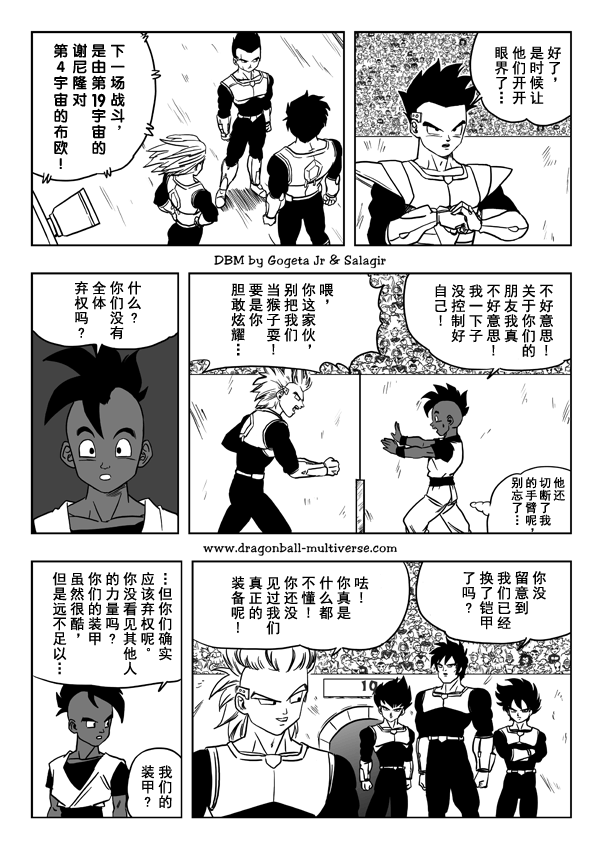 下一场战斗，
是由第19宇宙的
谢尼隆对
第4宇宙的布欧！
好了，
是时候让
他们开开
眼界了…
DBM by Gogeta Jr & Salagir
什么？
你们没有
全体
弃权吗？
不好意思！
关于你们的
朋友我真
不好意思！
我一下子
没控制好
自己！
喂，
你这家伙，
别把我们
当猴子耍！
要是你
胆敢炫耀…
他还
切断了我
的手臂呢，
别忘了…
www.dragonball-multiverse.com
…但你们确实
应该弃权呢。
你没看见其他人
的力量吗？
你们的装甲
虽然很酷，
但是远不足以…
我们的
装甲？
你没
留意到
我们已经
换了铠甲
了吗？
呿！
你真是
什么都
不懂！
你还没
见过我们
真正的
装备呢！
10